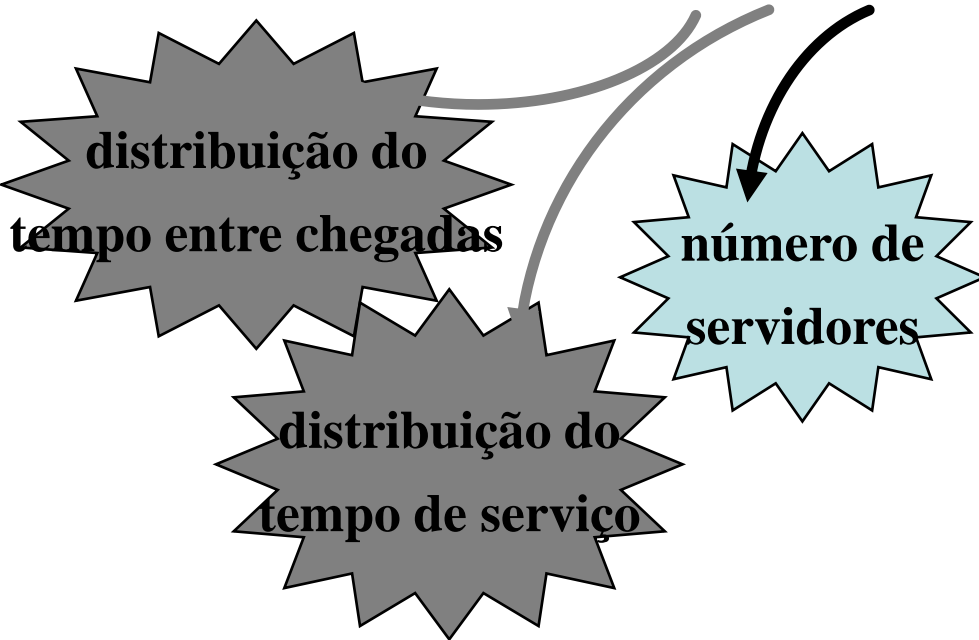 distribuição do
tempo entre chegadas
número de
servidores
distribuição do
tempo de serviço